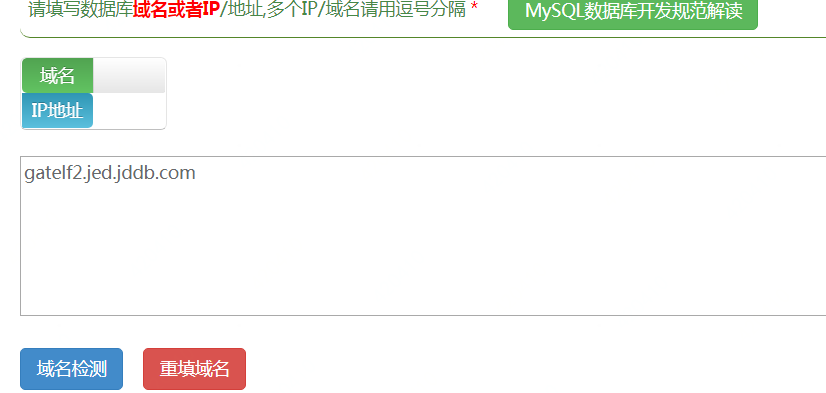 请填写数据库域名或者IP/地址,多个IP/域名请用逗号分隔 *
MySQL数据库开发规范解读
域名
IP地址
gatelf2.jed.jddb.com
域名检测
重填域名